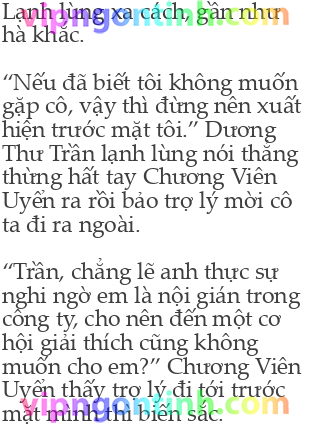 Lạnh lùng xa cách, gần như
hà khắc.
“Nếu đã biết tôi không muốn
gặp cô, vậy thì đừng nên xuất
hiện trước mặt tôi.” Dương
Thư Trần lạnh lùng nói thẳng
thừng hất tay Chương Viên
Uyển ra rồi bảo trợ lý mời cô
ta đi ra ngoài.
“Trần, chẳng lẽ anh thực sự
nghi ngờ em là nội gián trong
công ty, cho nên đến một cơ
hội giải thích cũng không
muốn cho em?” Chương Viên
Uyển thấy trợ lý đi tới trước
mặt mình thì biến sắc.
vipngontinh.com
vipngontinh.com